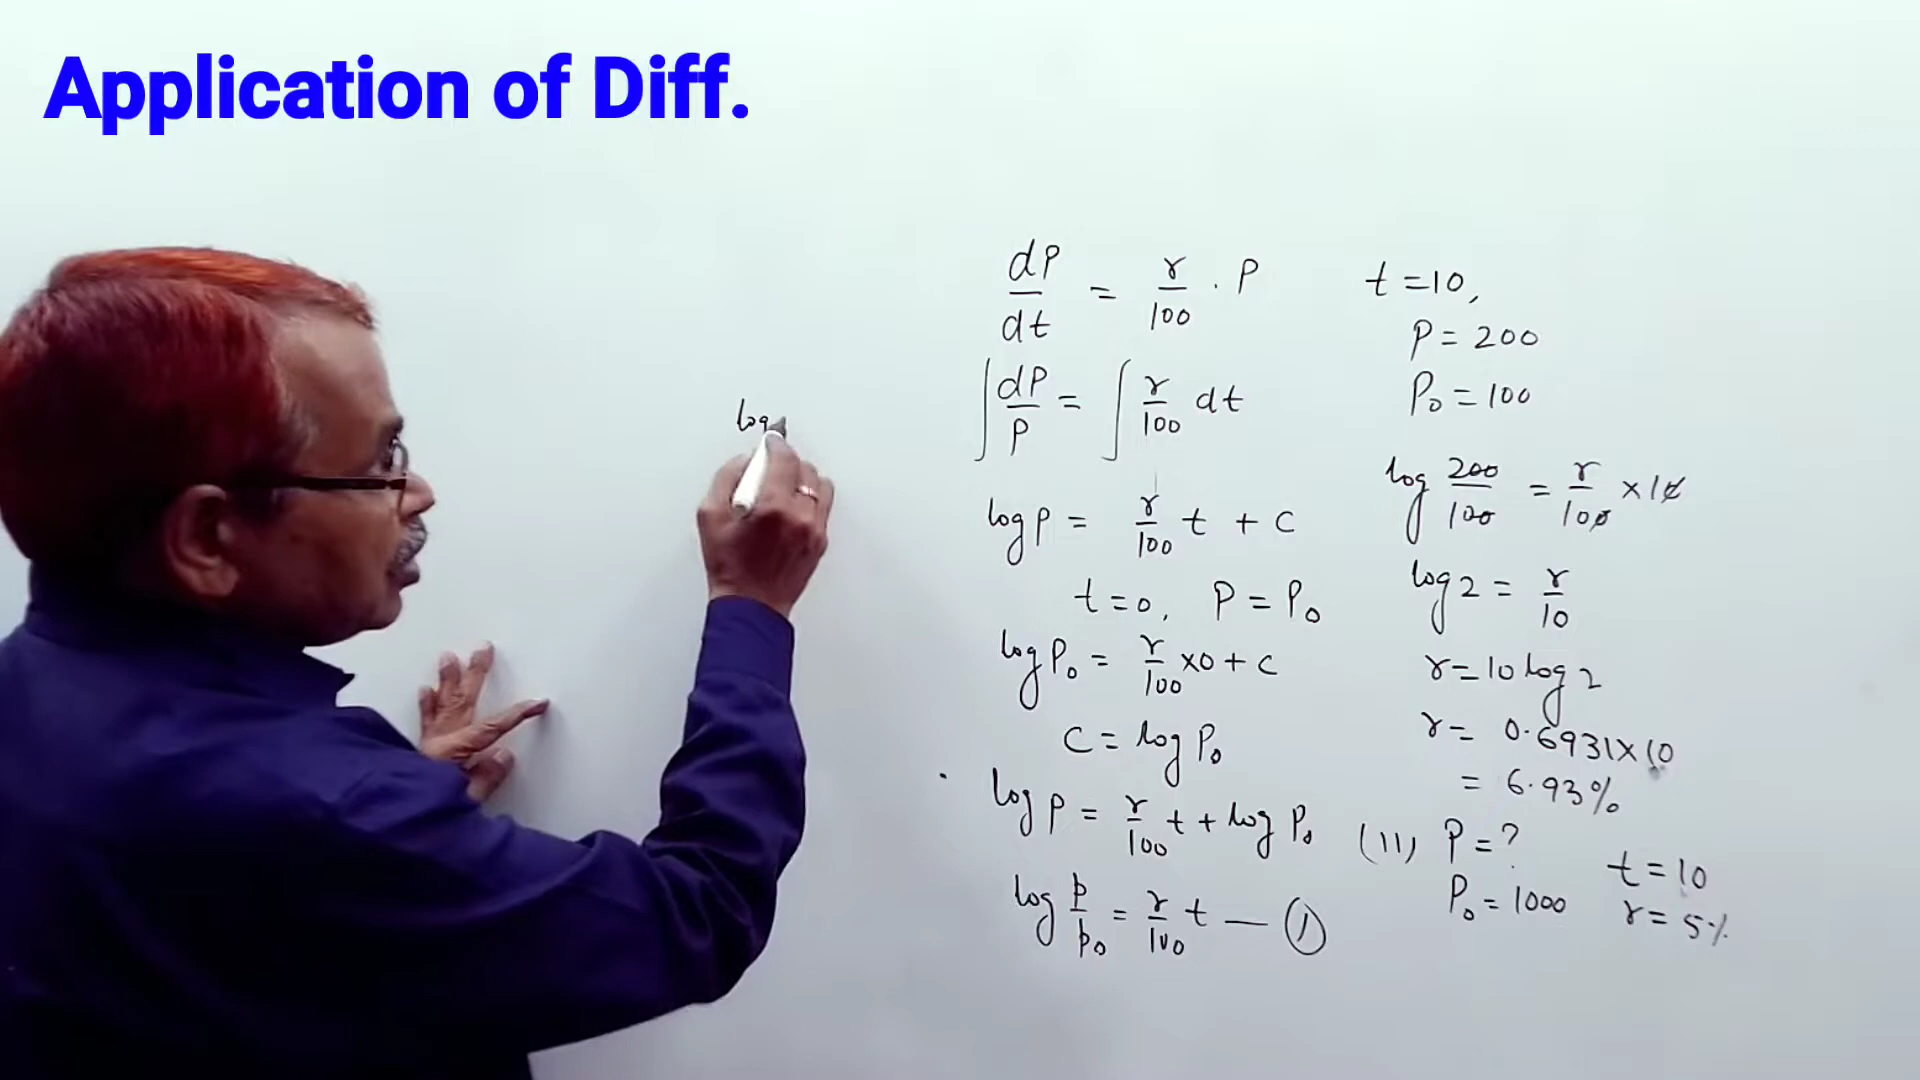 Application of Diff.
log
dP/dt = r/100 . P
∫ dP/P = ∫ r/100 dt
log P = r/100 t + C
t = 0, P = P₀
log P₀ = r/100 × 0 + C
C = log P₀
log P = r/100 t + log P₀
log P/P₀ = r/100 t — ①
t = 10,
P = 200
P₀ = 100
log 200/100 = r/100 × 10
log 2 = r/10
r = 10 log 2
r = 0.6931 × 10
= 6.93%
(II) P = ? t = 10
P₀ = 1000 r = 5%